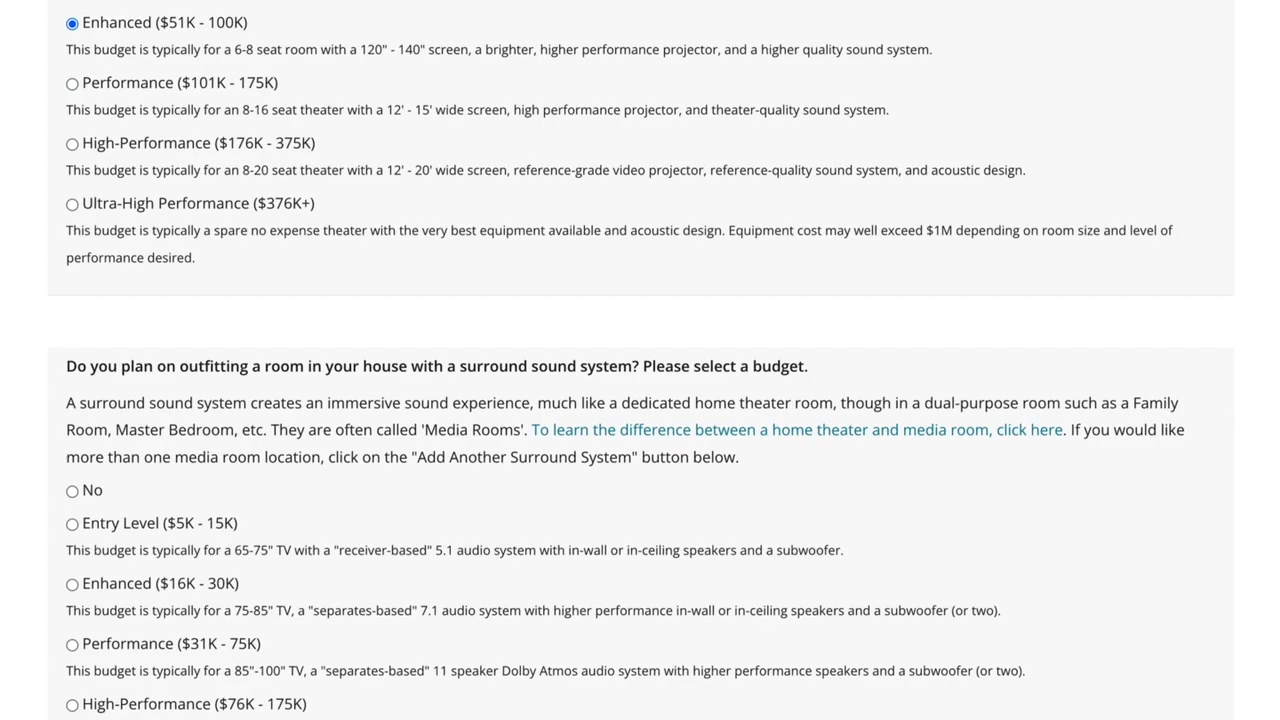 Enhanced ($51K - 100K)
This budget is typically for a 6-8 seat room with a 120" - 140" screen, a brighter, higher performance projector, and a higher quality sound system.
Performance ($101K - 175K)
This budget is typically for an 8-16 seat theater with a 12' - 15' wide screen, high performance projector, and theater-quality sound system.
High-Performance ($176K - 375K)
This budget is typically for an 8-20 seat theater with a 12' - 20' wide screen, reference-grade video projector, reference-quality sound system, and acoustic design.
Ultra-High Performance ($376K+)
This budget is typically a spare no expense theater with the very best equipment available and acoustic design. Equipment cost may well exceed $1M depending on room size and level of
performance desired.
Do you plan on outfitting a room in your house with a surround sound system? Please select a budget.
A surround sound system creates an immersive sound experience, much like a dedicated home theater room, though in a dual-purpose room such as a Family
Room, Master Bedroom, etc. They are often called 'Media Rooms'. To learn the difference between a home theater and media room, click here. If you would like
more than one media room location, click on the "Add Another Surround System" button below.
No
Entry Level ($5K - 15K)
This budget is typically for a 65-75" TV with a "receiver-based" 5.1 audio system with in-wall or in-ceiling speakers and a subwoofer.
Enhanced ($16K - 30K)
This budget is typically for a 75-85" TV, a "separates-based" 7.1 audio system with higher performance in-wall or in-ceiling speakers and a subwoofer (or two).
Performance ($31K - 75K)
This budget is typically for a 85"-100" TV, a "separates-based" 11 speaker Dolby Atmos audio system with higher performance speakers and a subwoofer (or two).
High-Performance ($76K - 175K)